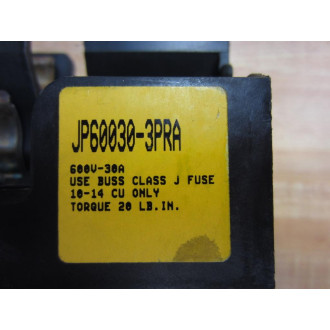 JP60030-3PRA
600V-30A
USE BUSS CLASS J FUSE
10-14 CU ONLY
TORQUE 20 LB.IN.